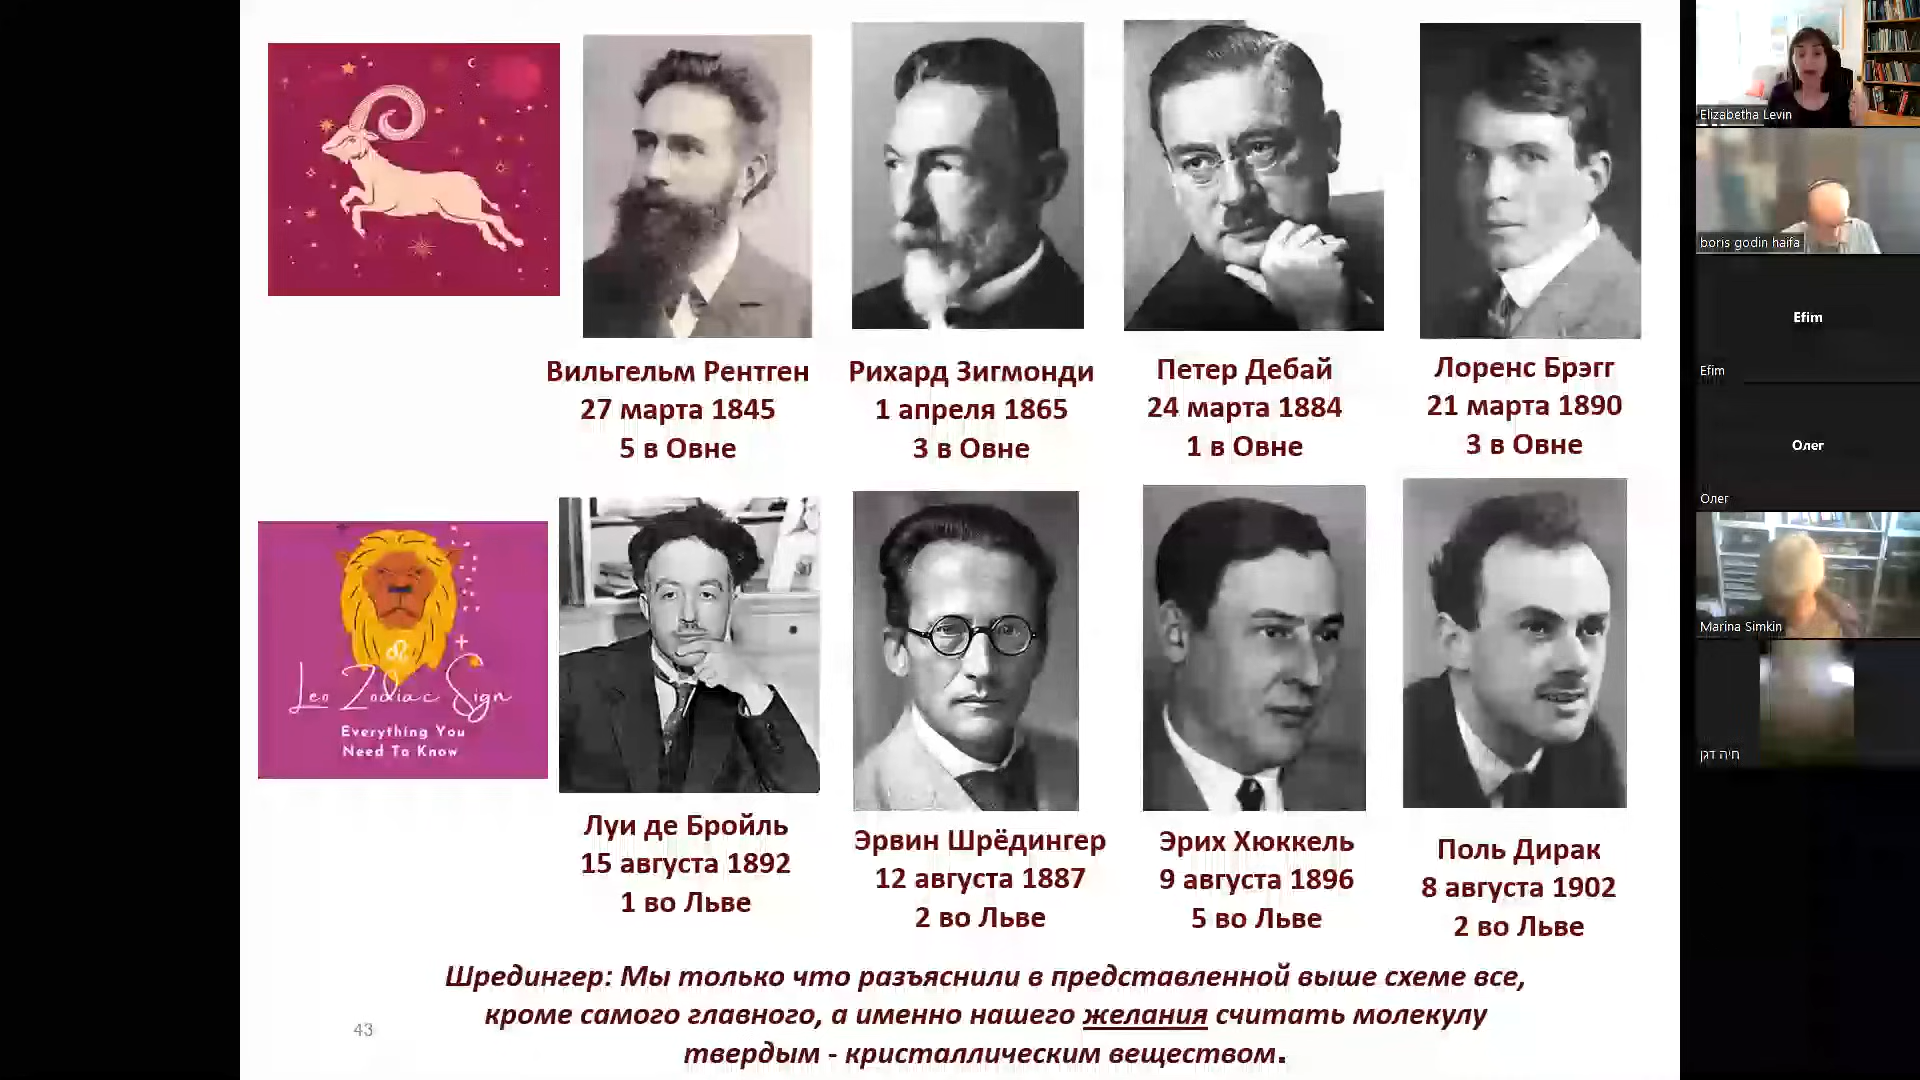 Вильгельм Рентген
27 марта 1845
5 в Овне
Рихард Зигмонди
1 апреля 1865
3 в Овне
Петер Дебай
24 марта 1884
1 в Овне
Лоренс Брэгг
21 марта 1890
3 в Овне
Leo Zodiac Sign
Everything You
Need To Know
Луи де Бройль
15 августа 1892
1 во Льве
Эрвин Шрёдингер
12 августа 1887
2 во Льве
Эрих Хюккель
9 августа 1896
5 во Льве
Поль Дирак
8 августа 1902
2 во Льве
Шредингер: Мы только что разъяснили в представленной выше схеме все,
кроме самого главного, а именно нашего желания считать молекулу
твердым - кристаллическим веществом.
43
Elizabetha Levin
boris godin haifa
Efim
Efim
Олег
Олег
Marina Simkin
חיה דגן